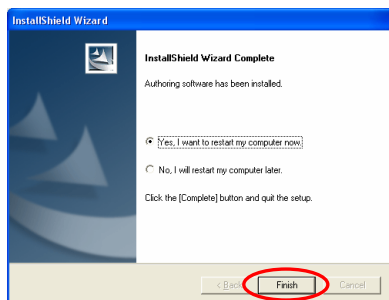 InstallShield Wizard
InstallShield Wizard Complete
Authoring software has been installed.
Yes, I want to restart my computer now.
No, I will restart my computer later.
Click the [Complete] button and quit the setup.
< Back Finish Cancel